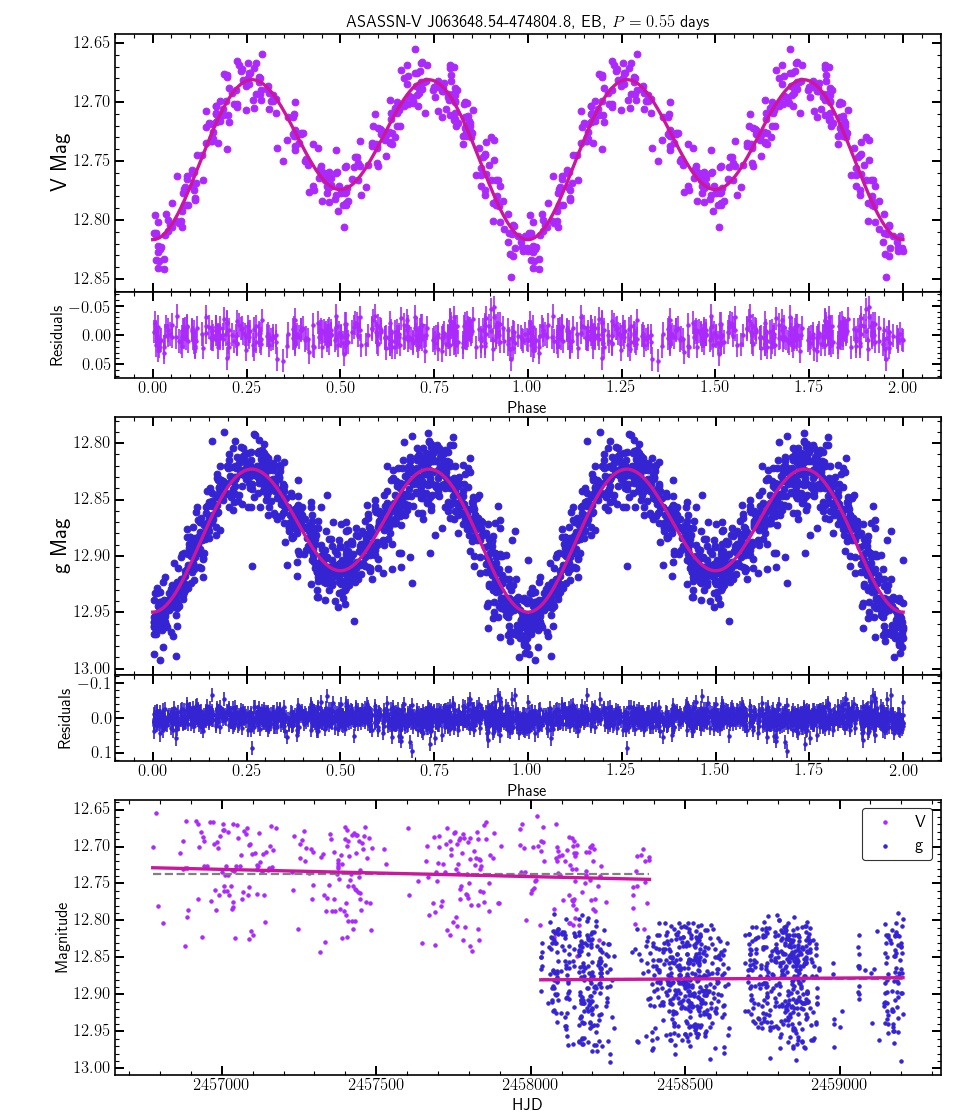 ASASSN-V J063648.54-474804.8, EB, P = 0.55 days
12.65
12.70
12.75
12.80
12.85
V Mag
−0.05
0.00
0.05
Residuals
0.00 0.25 0.50 0.75 1.00 1.25 1.50 1.75 2.00
Phase
12.80
12.85
12.90
12.95
13.00
g Mag
−0.1
0.0
0.1
Residuals
0.00 0.25 0.50 0.75 1.00 1.25 1.50 1.75 2.00
Phase
12.65
12.70
12.75
12.80
12.85
12.90
12.95
13.00
Magnitude
V
g
2457000 2457500 2458000 2458500 2459000
HJD